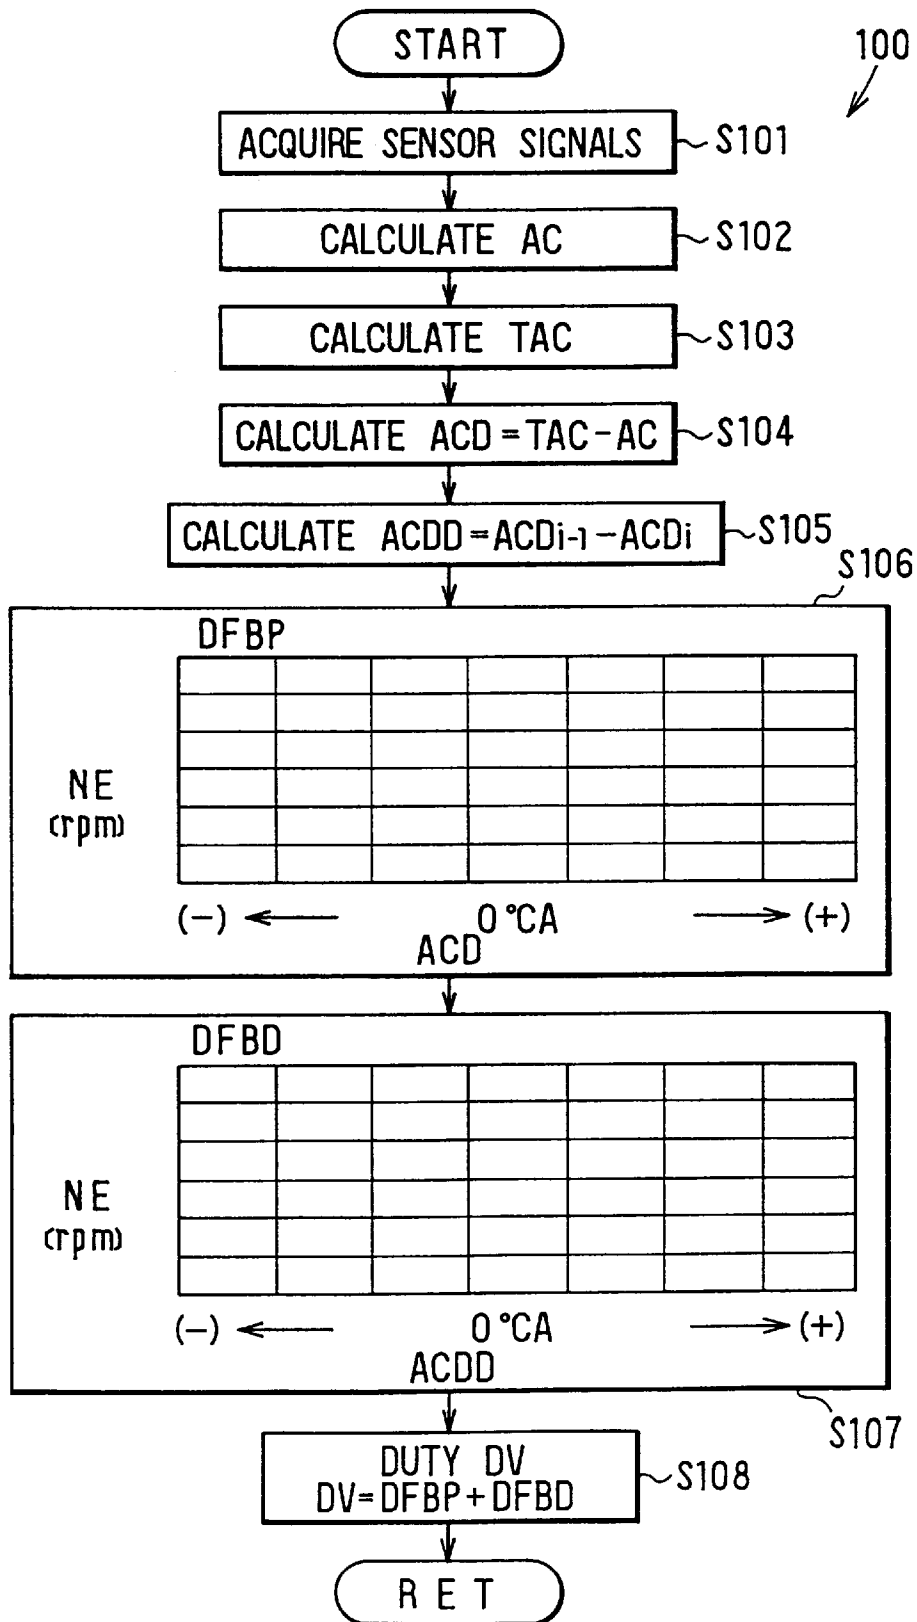 START
100
ACQUIRE SENSOR SIGNALS
S101
CALCULATE AC
S102
CALCULATE TAC
S103
CALCULATE ACD=TAC-AC
S104
CALCULATE ACDD=ACDi-1-ACDi
S105
S106
DFBP
NE
(rpm)
(-) 0°CA (+)
ACD
DFBD
NE
(rpm)
(-) 0°CA (+)
ACDD
S107
DUTY DV
DV=DFBP+DFBD
S108
RET